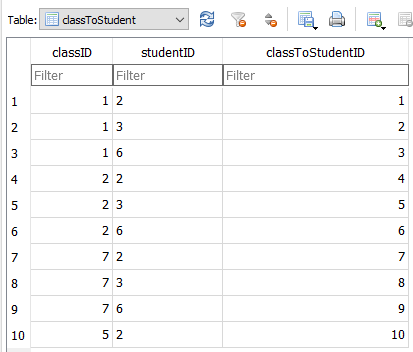 Table: classToStudent
classID studentID classToStudentID
Filter Filter Filter
1 1 2 1
2 1 3 2
3 1 6 3
4 2 2 4
5 2 3 5
6 2 6 6
7 7 2 7
8 7 3 8
9 7 6 9
10 5 2 10